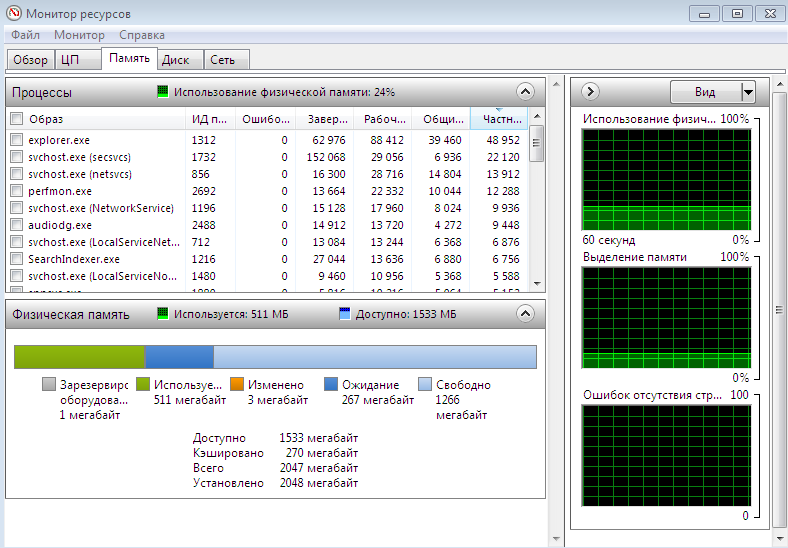 Монитор ресурсов
Файл Монитор Справка
Обзор ЦП Память Диск Сеть
Процессы Использование физической памяти: 24%
Образ ИД п... Ошибо... Завер... Рабоч... Общи... Частн...
explorer.exe 1312 0 62 976 88 412 39 460 48 952
svchost.exe (secsvcs) 1732 0 152 068 29 056 6 936 22 120
svchost.exe (netsvcs) 856 0 16 300 28 716 14 804 13 912
perfmon.exe 2692 0 13 664 22 332 10 044 12 288
svchost.exe (NetworkService) 1196 0 15 128 17 960 8 024 9 936
audiodg.exe 2488 0 14 912 13 720 4 272 9 448
svchost.exe (LocalServiceNet... 712 0 13 084 13 244 6 368 6 876
SearchIndexer.exe 1216 0 27 044 13 636 6 880 6 756
svchost.exe (LocalServiceNo... 1480 0 9 460 10 956 5 368 5 588
Физическая память Используется: 511 МБ Доступно: 1533 МБ
Зарезервирс Используе... Изменено Ожидание Свободно
оборудова... 511 мегабайт 3 мегабайт 267 мегабайт 1266
1 мегабайт мегабайт
Доступно 1533 мегабайт
Кэшировано 270 мегабайт
Всего 2047 мегабайт
Установлено 2048 мегабайт
Вид
Использование физич... 100%
60 секунд 0%
Выделение памяти 100%
0%
Ошибок отсутствия стр... 100
0